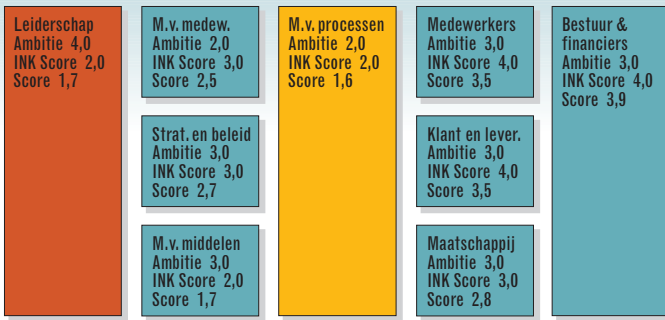 Leiderschap
Ambitie 4,0
INK Score 2,0
Score 1,7
M.v. medew.
Ambitie 2,0
INK Score 3,0
Score 2,5
Strat. en beleid
Ambitie 3,0
INK Score 3,0
Score 2,7
M.v. middelen
Ambitie 3,0
INK Score 2,0
Score 1,7
M.v. processen
Ambitie 2,0
INK Score 2,0
Score 1,6
Medewerkers
Ambitie 3,0
INK Score 4,0
Score 3,5
Klant en lever.
Ambitie 3,0
INK Score 4,0
Score 3,5
Maatschappij
Ambitie 3,0
INK Score 3,0
Score 2,8
Bestuur &
financiers
Ambitie 3,0
INK Score 4,0
Score 3,9